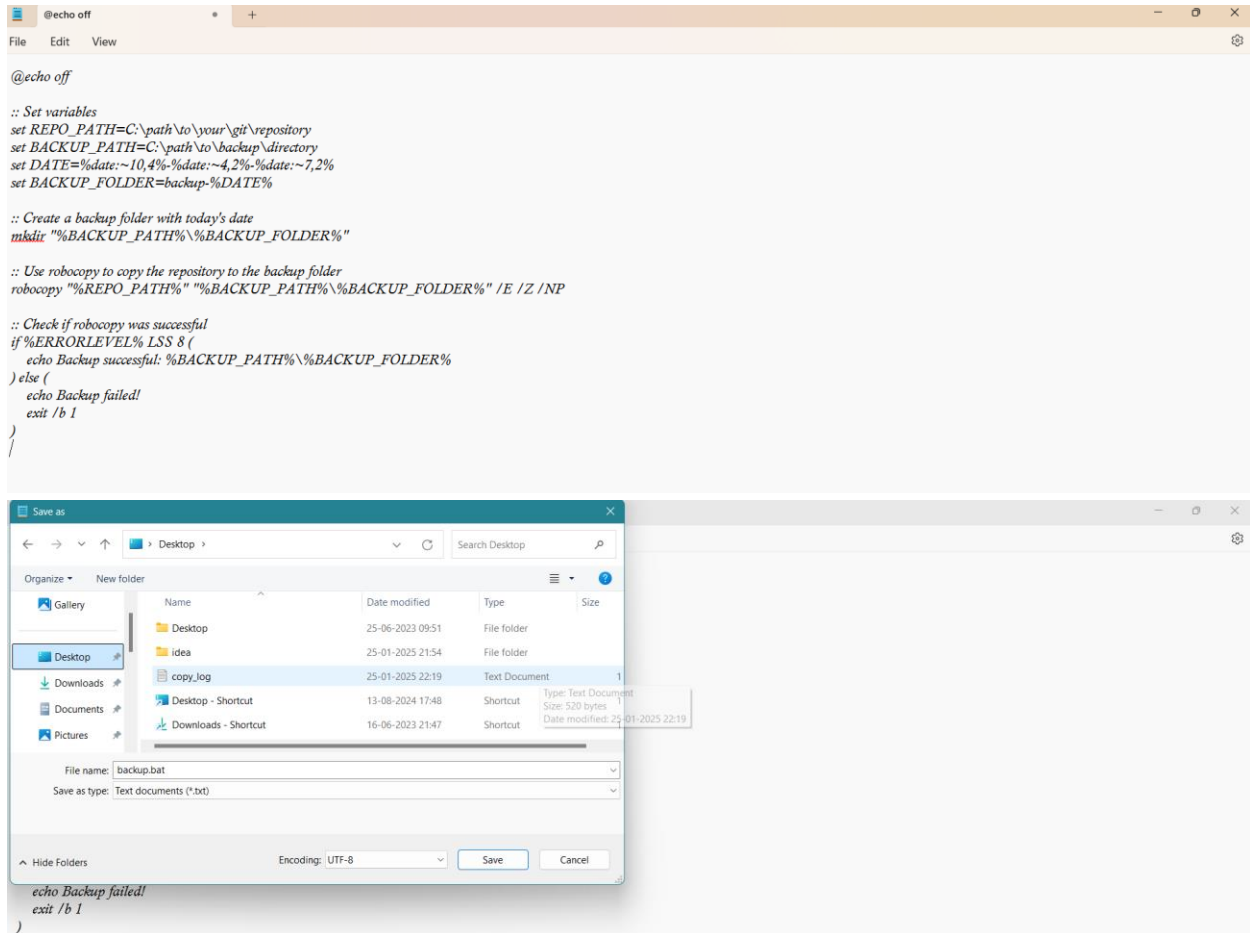 @echo off
File Edit View
@echo off
:: Set variables
set REPO_PATH=C:\path\to\your\git\repository
set BACKUP_PATH=C:\path\to\backup\directory
set DATE=%date:~10,4%-%date:~4,2%-%date:~7,2%
set BACKUP_FOLDER=backup-%DATE%
:: Create a backup folder with today's date
mkdir "%BACKUP_PATH%\%BACKUP_FOLDER%"
:: Use robocopy to copy the repository to the backup folder
robocopy "%REPO_PATH%" "%BACKUP_PATH%\%BACKUP_FOLDER%" /E /Z /NP
:: Check if robocopy was successful
if %ERRORLEVEL% LSS 8 (
echo Backup successful: %BACKUP_PATH%\%BACKUP_FOLDER%
) else (
echo Backup failed!
exit /b 1
)
Save as
Desktop
Search Desktop
Organize New folder
Gallery
Desktop
Downloads
Documents
Pictures
Name Date modified Type Size
Desktop 25-06-2023 09:51 File folder
idea 25-01-2025 21:54 File folder
copy_log 25-01-2025 22:19 Text Document 1
Desktop - Shortcut 13-08-2024 17:48 Shortcut 1
Downloads - Shortcut 16-06-2023 21:47 Shortcut 1
Type: Text Document
Size: 520 bytes
Date modified: 25-01-2025 22:19
File name: backup.bat
Save as type: Text documents (*.txt)
Hide Folders Encoding: UTF-8 Save Cancel
echo Backup failed!
exit /b 1
)